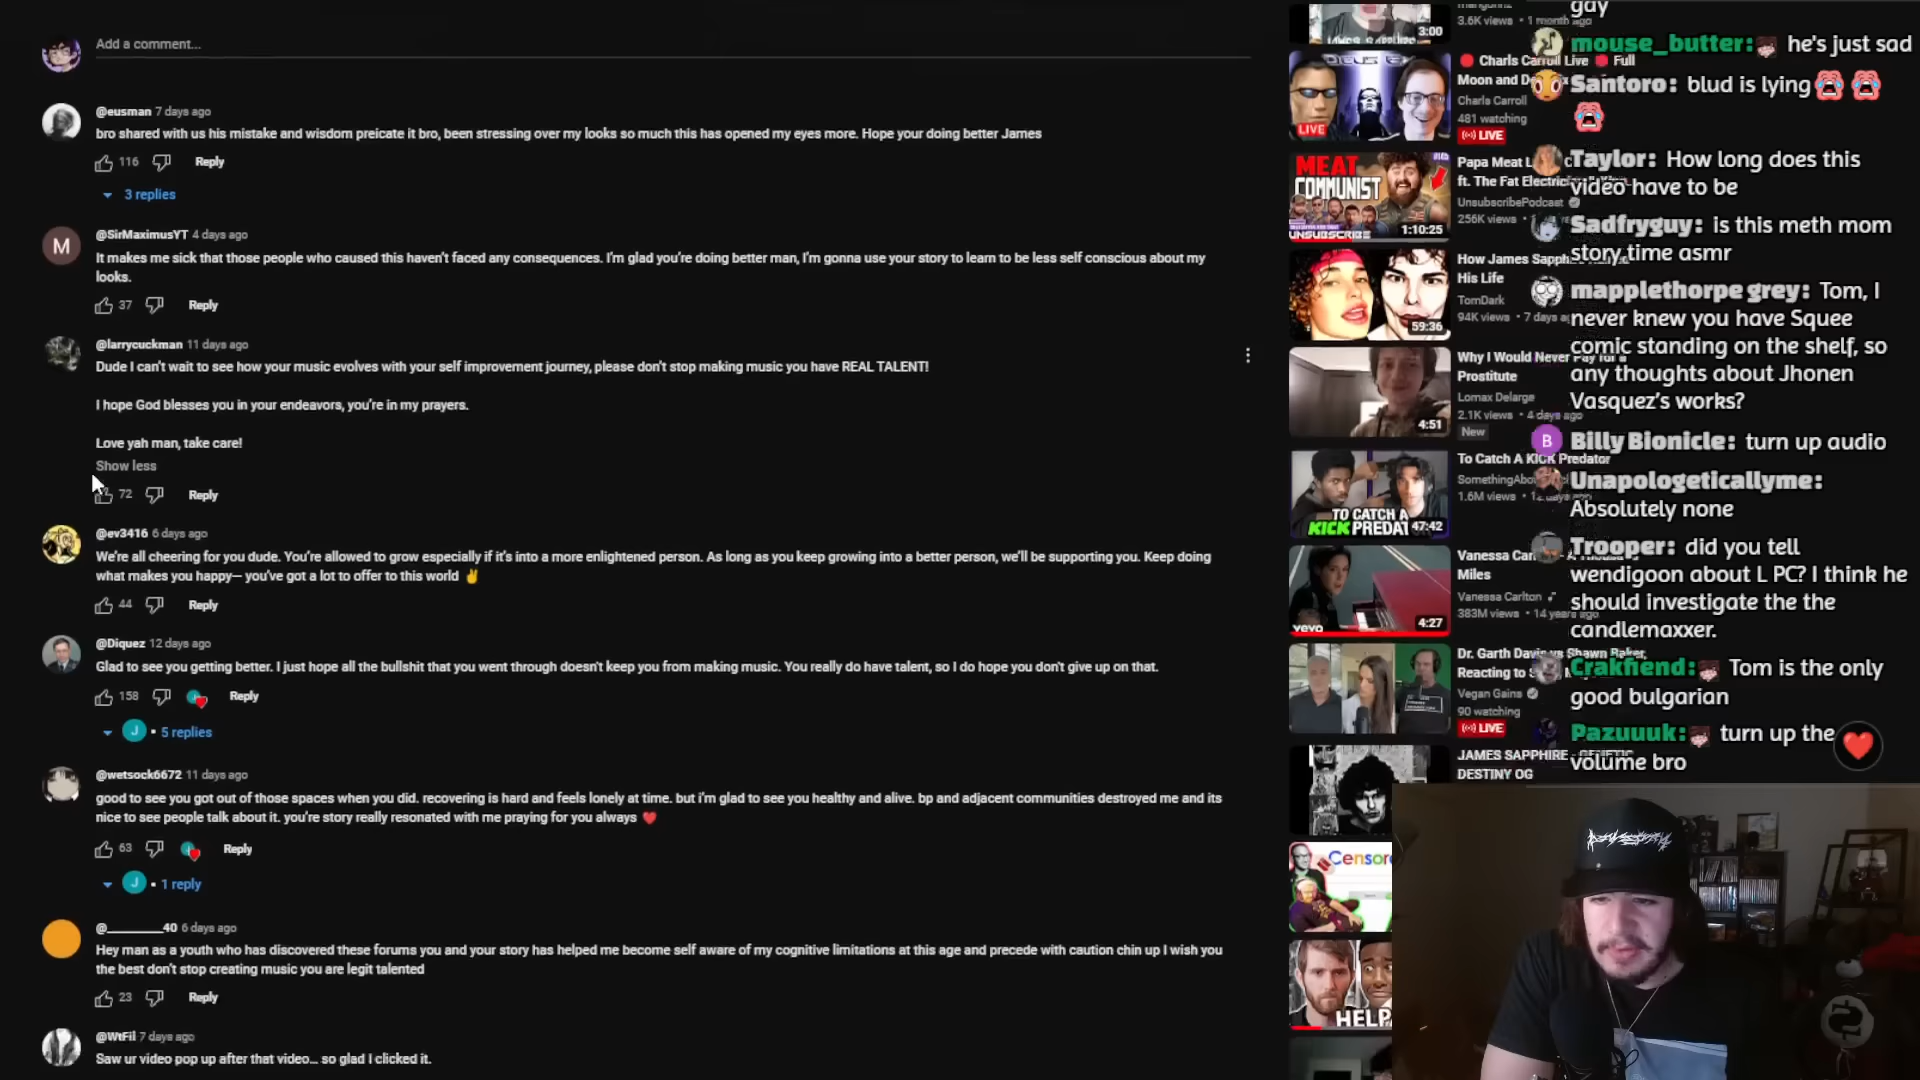 Add a comment...
@eusman 7 days ago
bro shared with us his mistake and wisdom preicate it bro, been stressing over my looks so much this has opened my eyes more. Hope your doing better James
116 Reply
3 replies
M
@SirMaximusYT 4 days ago
It makes me sick that those people who caused this haven't faced any consequences. I'm glad you're doing better man, I'm gonna use your story to learn to be less self conscious about my
looks.
37 Reply
@larrycuckman 11 days ago
Dude I can't wait to see how your music evolves with your self improvement journey, please don't stop making music you have REAL TALENT!
I hope God blesses you in your endeavors, you're in my prayers.
Love yah man, take care!
Show less
72 Reply
@ev3416 6 days ago
We're all cheering for you dude. You're allowed to grow especially if it's into a more enlightened person. As long as you keep growing into a better person, we'll be supporting you. Keep doing
what makes you happy— you've got a lot to offer to this world ✌
44 Reply
@Diquez 12 days ago
Glad to see you getting better. I just hope all the bullshit that you went through doesn't keep you from making music. You really do have talent, so I do hope you don't give up on that.
158 Reply
J • 5 replies
@wetsock6672 11 days ago
good to see you got out of those spaces when you did. recovering is hard and feels lonely at time. but i'm glad to see you healthy and alive. bp and adjacent communities destroyed me and its
nice to see people talk about it. you're story really resonated with me praying for you always ❤
63 Reply
J • 1 reply
@________40 6 days ago
Hey man as a youth who has discovered these forums you and your story has helped me become self aware of my cognitive limitations at this age and precede with caution chin up I wish you
the best don't stop creating music you are legit talented
23 Reply
@WtFil 7 days ago
Saw ur video pop up after that video... so glad I clicked it.
3:00
3.6K views • 1 month ago
LIVE
Charls Carroll Live Full
Moon and De
Charls Carroll
481 watching
LIVE
MEAT
COMMUNIST
UNSUBSCRIBE
1:10:25
Papa Meat L
ft. The Fat Electric
UnsubscribePodcast
256K views
59:36
How James Sapph
His Life
TomDark
94K views • 7 days ago
4:51
Why I Would Never Pay for a
Prostitute
Lomax Delarge
2.1K views • 4 days ago
New
TO CATCH A
KICK PREDAT
47:42
To Catch A KICK Predator
SomethingAbou
1.6M views
vevo
4:27
Vanessa Car
Miles
Vanessa Carlton
383M views • 14 years ago
Dr. Garth Davis vs Shawn Baker,
Reacting to
Vegan Gains
90 watching
LIVE
JAMES SAPPHIRE - GENETIC
DESTINY OG
Censor
HELP
gay
mouse_butter: he's just sad
Santoro: blud is lying😭😭
😭
Taylor: How long does this
video have to be
Sadfryguy: is this meth mom
story time asmr
mapplethorpe grey: Tom, I
never knew you have Squee
comic standing on the shelf, so
any thoughts about Jhonen
Vasquez's works?
B Billy Bionicle: turn up audio
Unapologeticallyme:
Absolutely none
Trooper: did you tell
wendigoon about L PC? I think he
should investigate the the
candlemaxxer.
Crakfiend: Tom is the only
good bulgarian
Pazuuuk: turn up the
volume bro